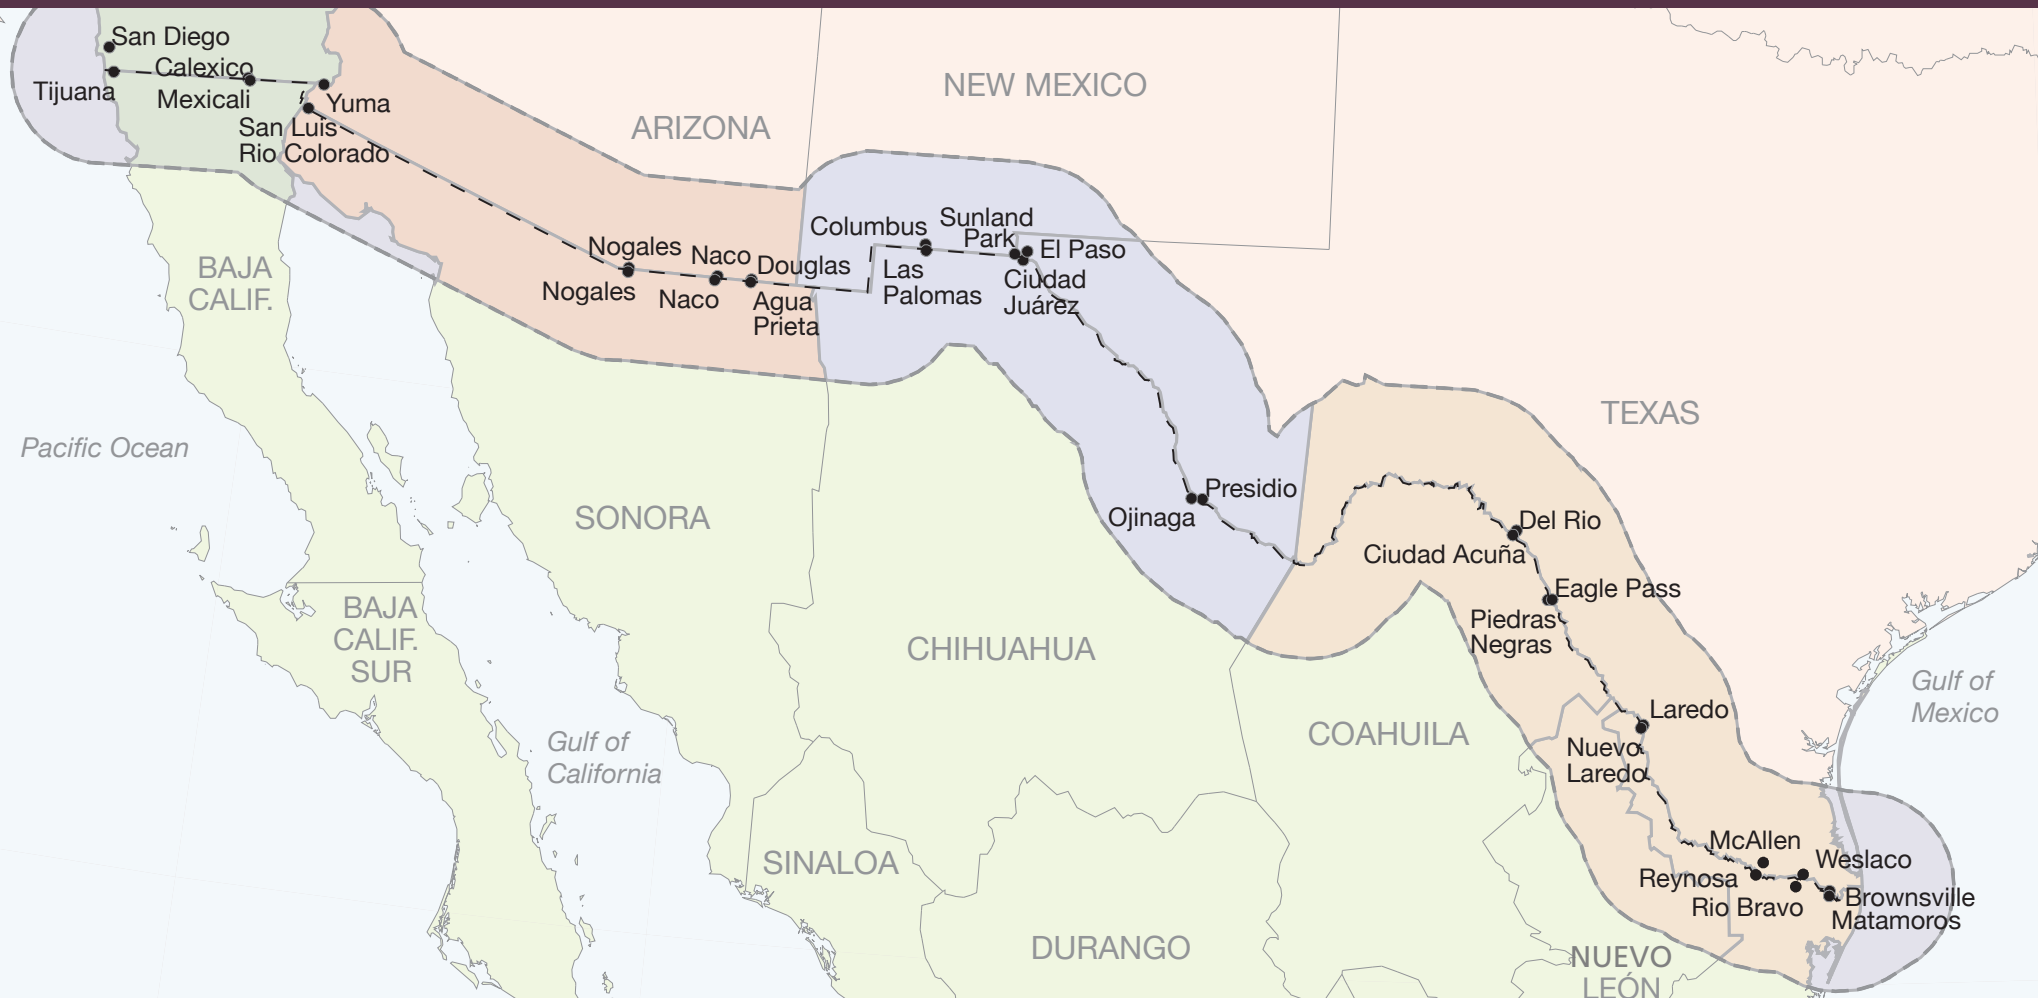 San Diego
Calexico
Tijuana
Mexicali
Yuma
San Luis
Rio Colorado
ARIZONA
NEW MEXICO
Nogales
Naco
Douglas
Nogales
Naco
Agua
Prieta
Columbus
Sunland
Park
El Paso
Las
Palomas
Ciudad
Juárez
BAJA
CALIF.
Pacific Ocean
SONORA
Presidio
Ojinaga
TEXAS
Del Rio
Ciudad Acuña
Eagle Pass
Piedras
Negras
BAJA
CALIF.
SUR
CHIHUAHUA
Gulf of
California
COAHUILA
Laredo
Nuevo
Laredo
Gulf of
Mexico
SINALOA
McAllen
Weslaco
Reynosa
Rio Bravo
Brownsville
Matamoros
DURANGO
NUEVO
LEÓN